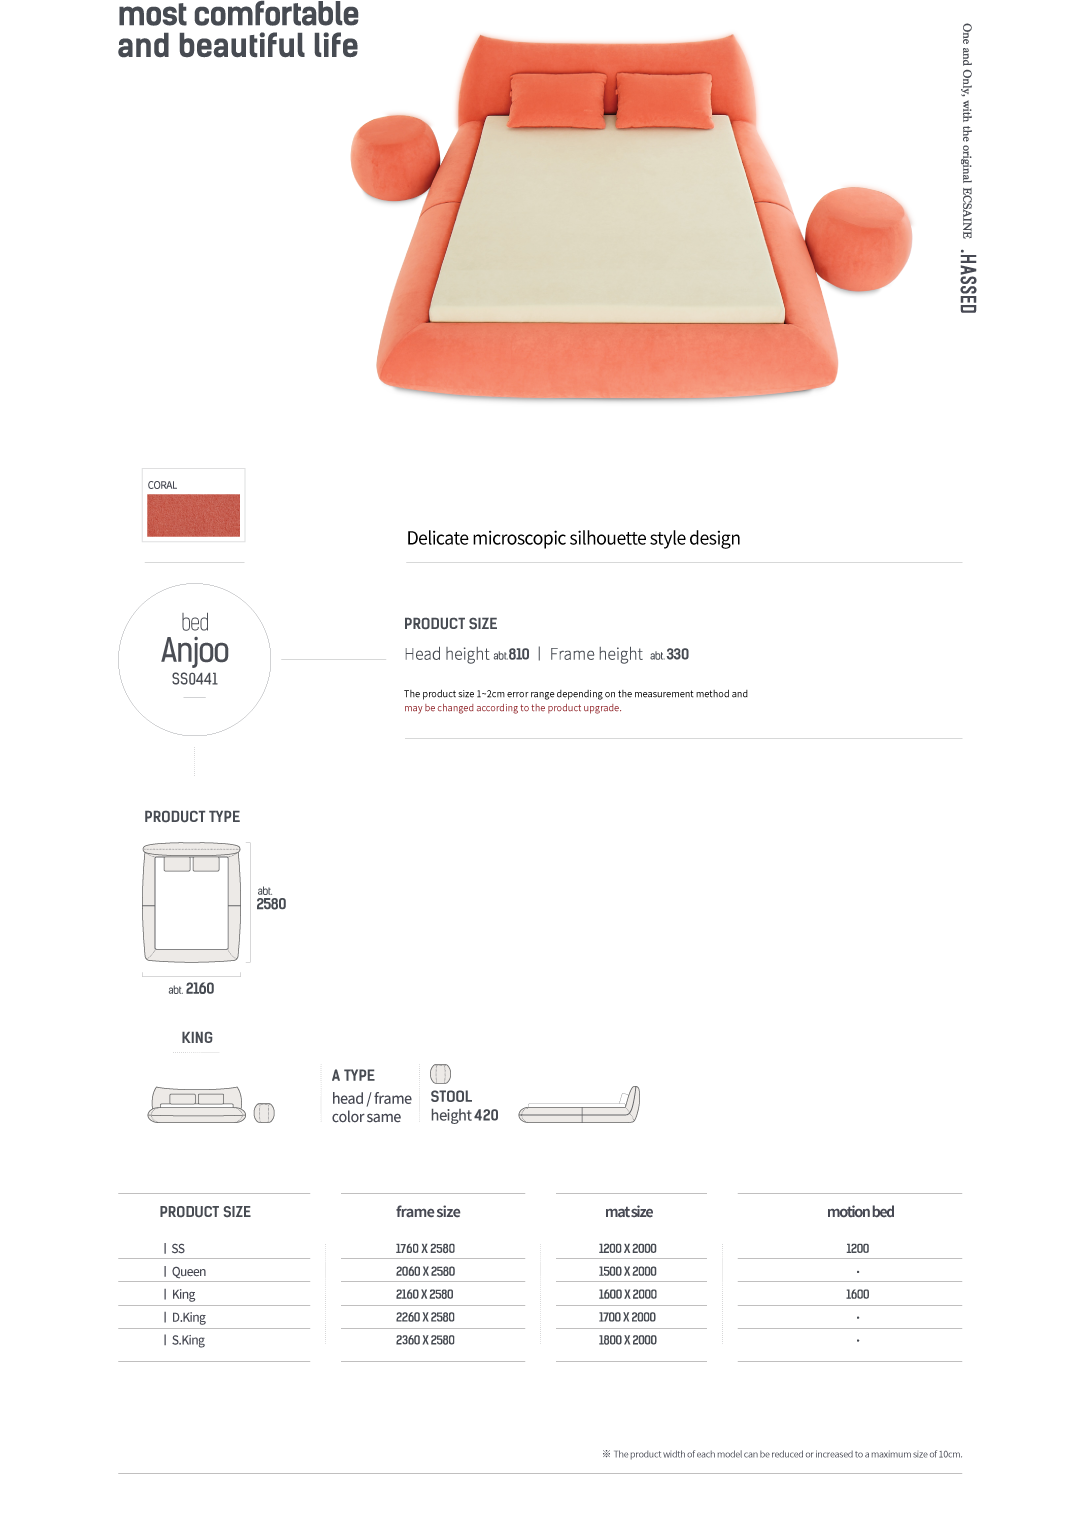 most comfortable
and beautiful life
One and Only, with the original ECSAINE .HASSED
CORAL
Delicate microscopic silhouette style design
bed
Anjoo
SS0441
PRODUCT SIZE
Head height abt.810 | Frame height abt.330
The product size 1~2cm error range depending on the measurement method and
may be changed according to the product upgrade.
PRODUCT TYPE
abt.
2580
abt. 2160
KING
A TYPE
head / frame
color same
STOOL
height 420
PRODUCT SIZE frame size mat size motion bed
| SS 1760 X 2580 1200 X 2000 1200
| Queen 2060 X 2580 1500 X 2000 ·
| King 2160 X 2580 1600 X 2000 1600
| D.King 2260 X 2580 1700 X 2000 ·
| S.King 2360 X 2580 1800 X 2000 ·
※ The product width of each model can be reduced or increased to a maximum size of 10cm.